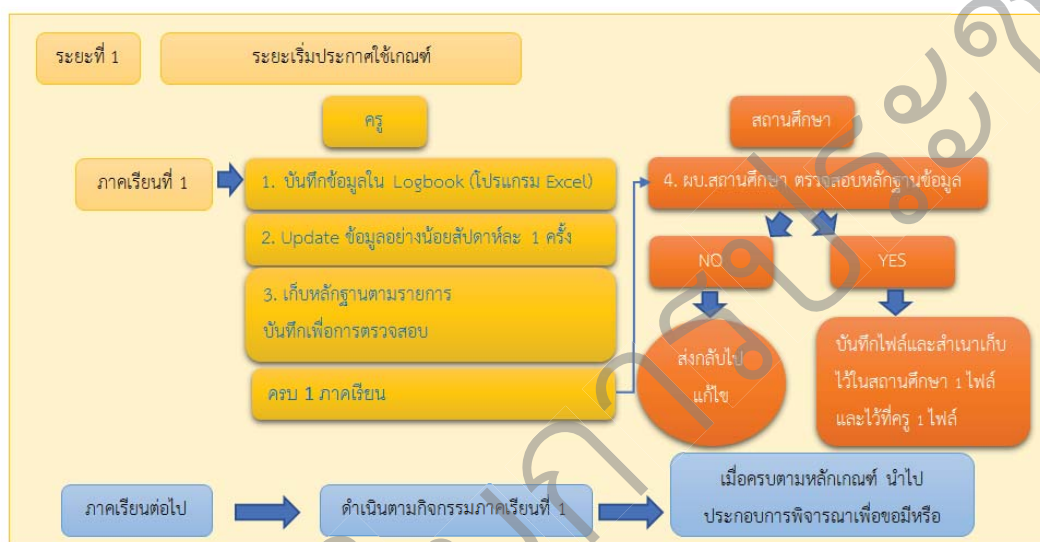 ระยะที่ 1
ระยะเริ่มประกาศใช้เกณฑ์
ครู
สถานศึกษา
ภาคเรียนที่ 1
1. บันทึกข้อมูลใน Logbook (โปรแกรม Excel)
2. Update ข้อมูลอย่างน้อยสัปดาห์ละ 1 ครั้ง
3. เก็บหลักฐานตามรายการ
บันทึกเพื่อการตรวจสอบ
ครบ 1 ภาคเรียน
4. ผบ.สถานศึกษา ตรวจสอบหลักฐานข้อมูล
NO
YES
ส่งกลับไป
แก้ไข
บันทึกไฟล์และสำเนาเก็บ
ไว้ในสถานศึกษา 1 ไฟล์
และไว้ที่ครู 1 ไฟล์
ภาคเรียนต่อไป
ดำเนินตามกิจกรรมภาคเรียนที่ 1
เมื่อครบตามหลักเกณฑ์ นำไป
ประกอบการพิจารณาเพื่อขอมีหรือ